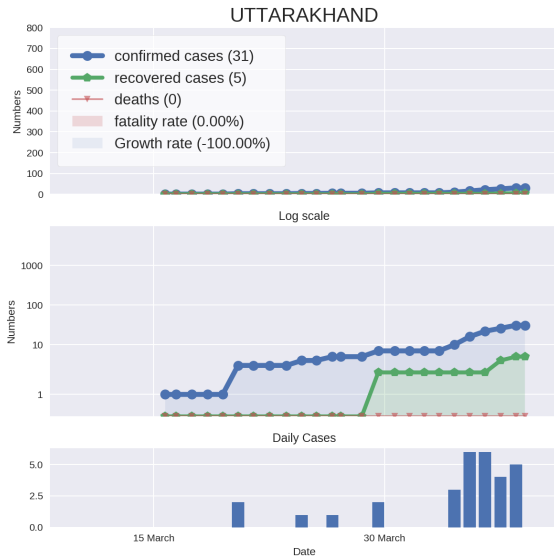 UTTARAKHAND
800
700
600
500
400
300
200
100
0
Numbers
confirmed cases (31)
recovered cases (5)
deaths (0)
fatality rate (0.00%)
Growth rate (-100.00%)
Log scale
1000
100
10
1
Numbers
Daily Cases
5.0
2.5
0.0
15 March
30 March
Date